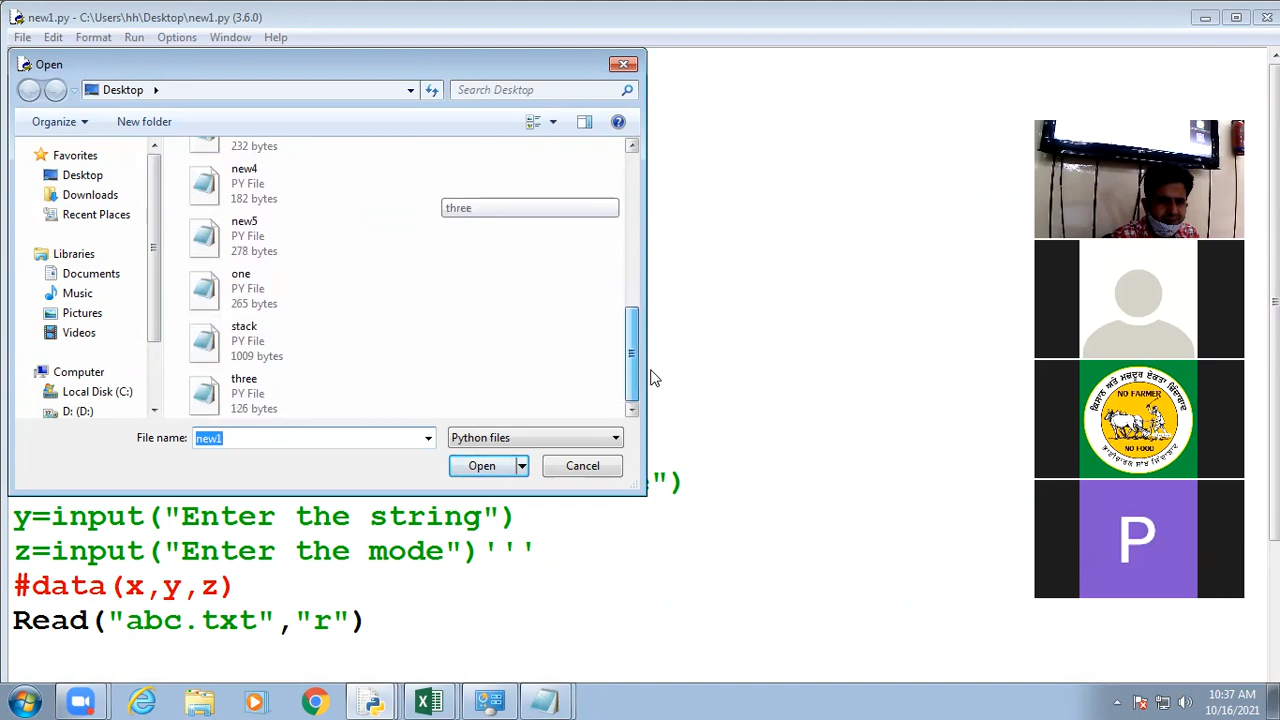 new1.py - C:\Users\hh\Desktop\new1.py (3.6.0)
File Edit Format Run Options Window Help
Open
Desktop
Search Desktop
Organize
New folder
Favorites
Desktop
Downloads
Recent Places
Libraries
Documents
Music
Pictures
Videos
Computer
Local Disk (C:)
D: (D:)
232 bytes
new4
PY File
182 bytes
new5
PY File
278 bytes
one
PY File
265 bytes
stack
PY File
1009 bytes
three
PY File
126 bytes
three
File name:
new1
Python files
Open
Cancel
")
y=input("Enter the string")
z=input("Enter the mode")'''
#data(x,y,z)
Read("abc.txt","r")
NO FARMER
NO FOOD
P
10:37 AM
10/16/2021